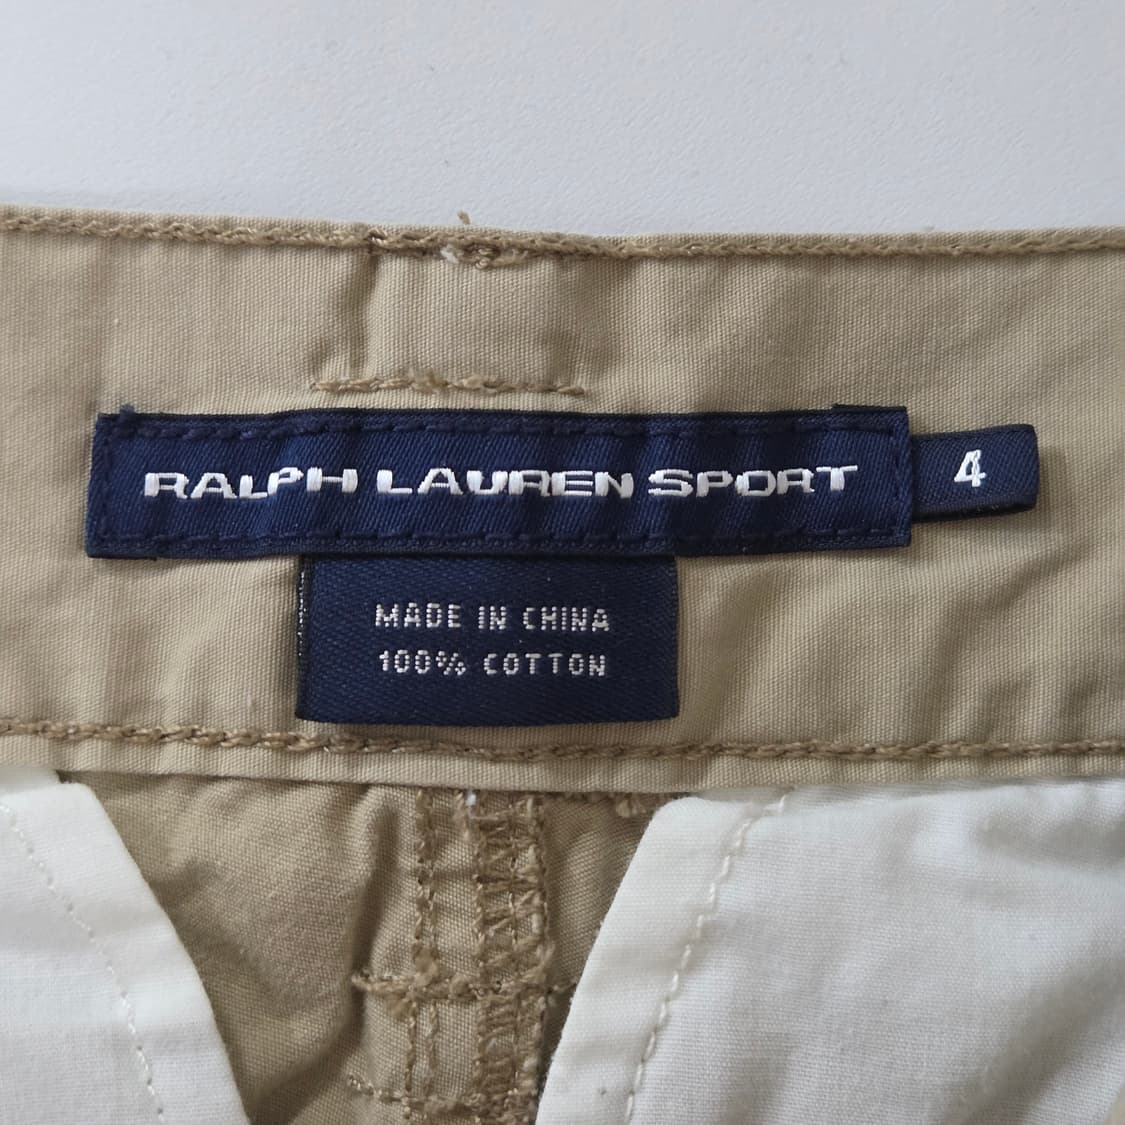 RALPH LAUREN SPORT
4
MADE IN CHINA
100% COTTON